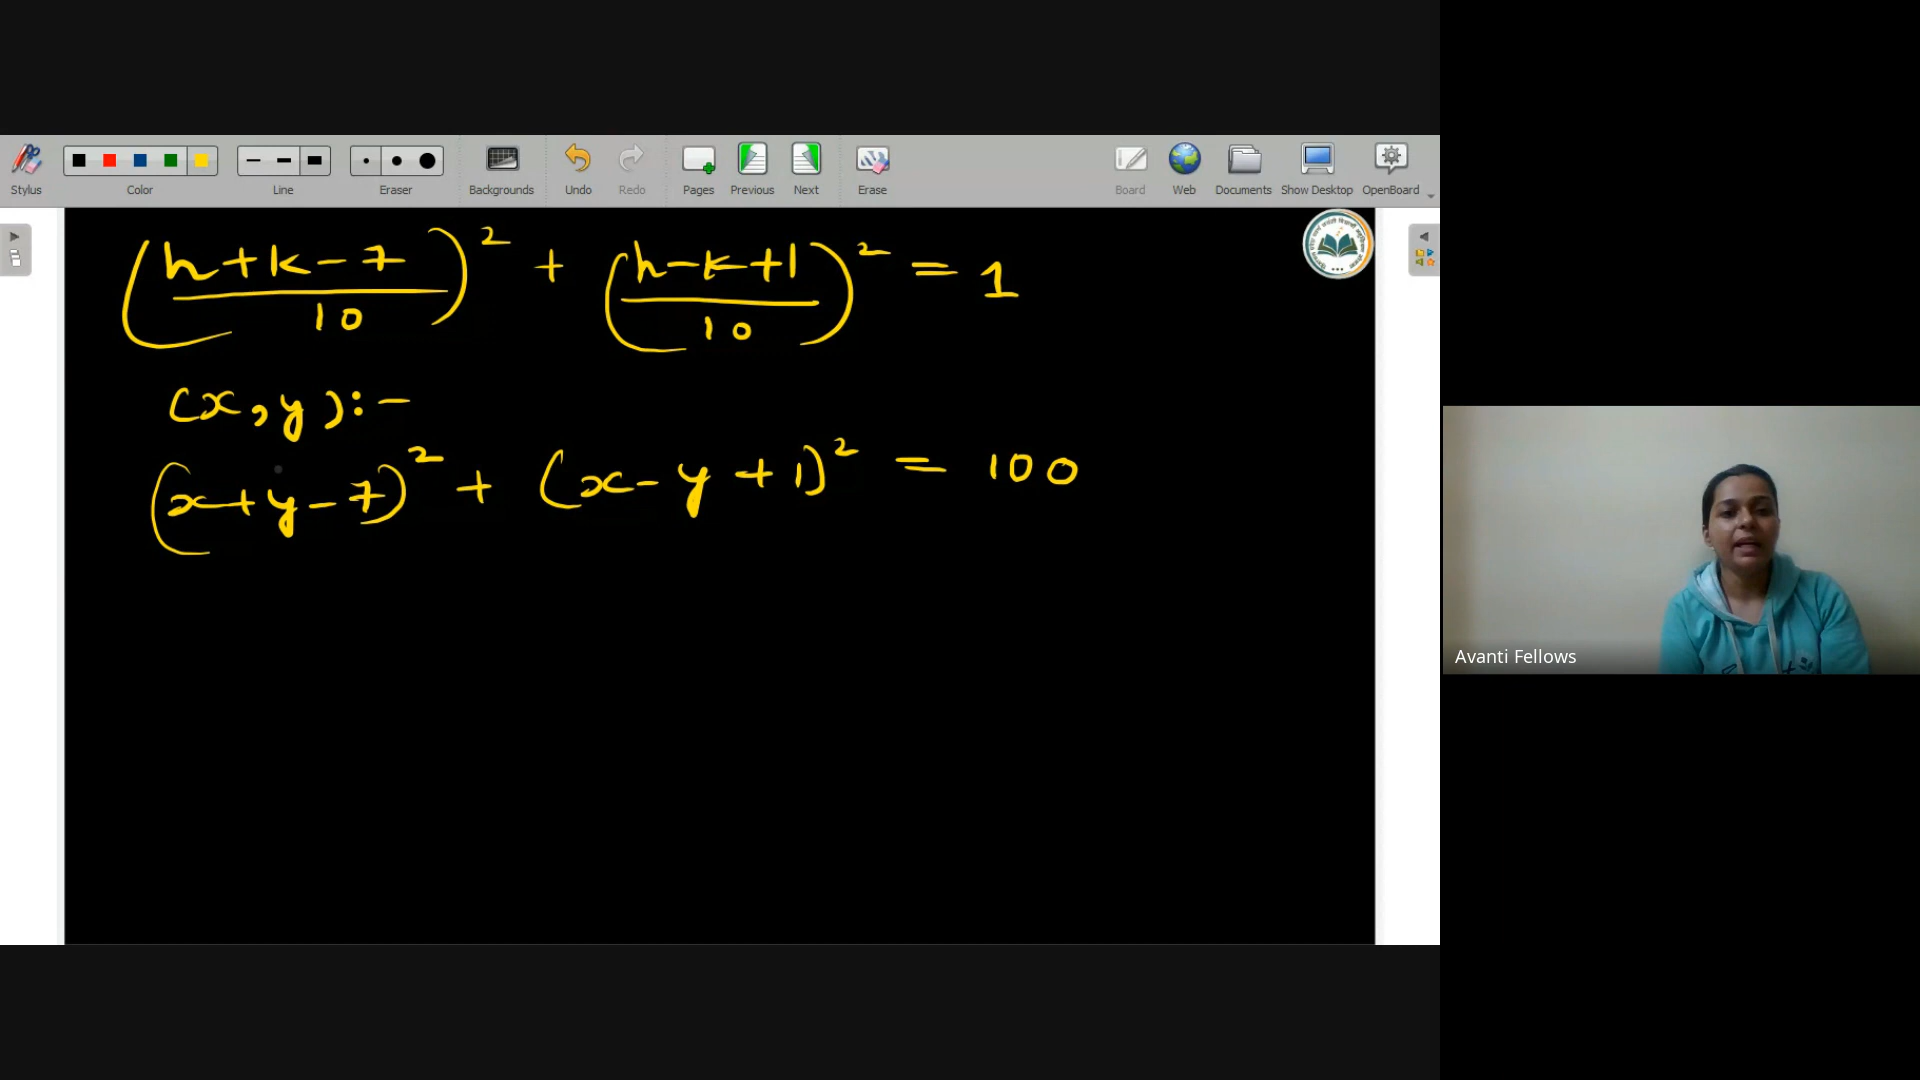 Stylus Color Line Eraser Backgrounds Undo Redo Pages Previous Next Erase Board Web Documents Show Desktop OpenBoard
((h+k-7)/10)² + ((h-k+1)/10)² = 1
(x,y):-
(x+y-7)² + (x-y+1)² = 100
Avanti Fellows